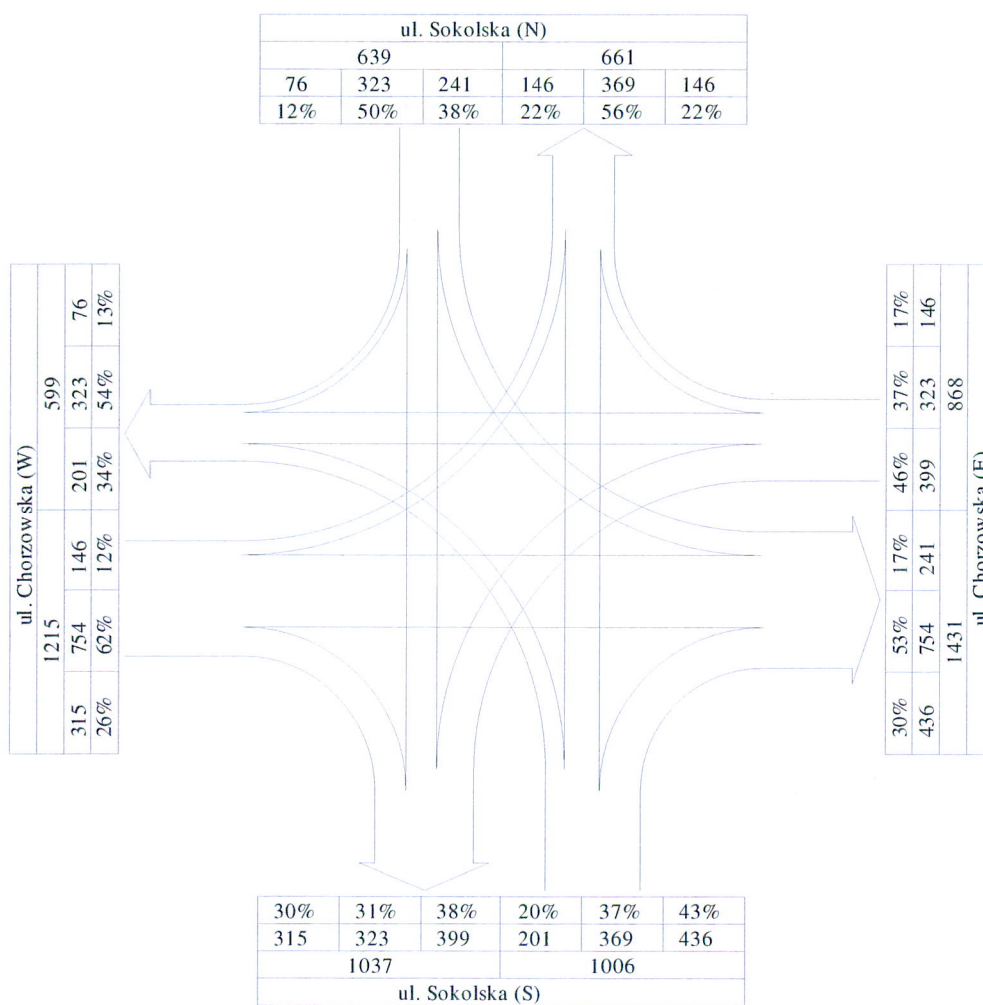 ul. Sokolska (N)
639 661
76 323 241 146 369 146
12% 50% 38% 22% 56% 22%
ul. Chorzowska (W)
599 1215
76 323 201 146 754 315
13% 54% 34% 12% 62% 26%
17% 37% 46% 17% 53% 30%
146 323 399 241 754 436
868 1431
ul. Chorzowska (E)
30% 31% 38% 20% 37% 43%
315 323 399 201 369 436
1037 1006
ul. Sokolska (S)